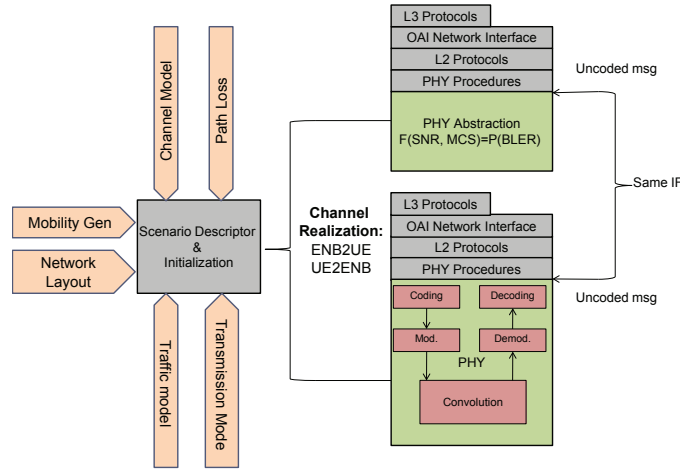 Channel Model
Path Loss
Mobility Gen
Network
Layout
Scenario Descriptor
&
Initialization
Traffic model
Transmission Mode
Channel
Realization:
ENB2UE
UE2ENB
L3 Protocols
OAI Network Interface
L2 Protocols
PHY Procedures
PHY Abstraction
F(SNR, MCS)=P(BLER)
Uncoded msg
Same IF
L3 Protocols
OAI Network Interface
L2 Protocols
PHY Procedures
Uncoded msg
Coding
Decoding
Mod.
Demod.
PHY
Convolution